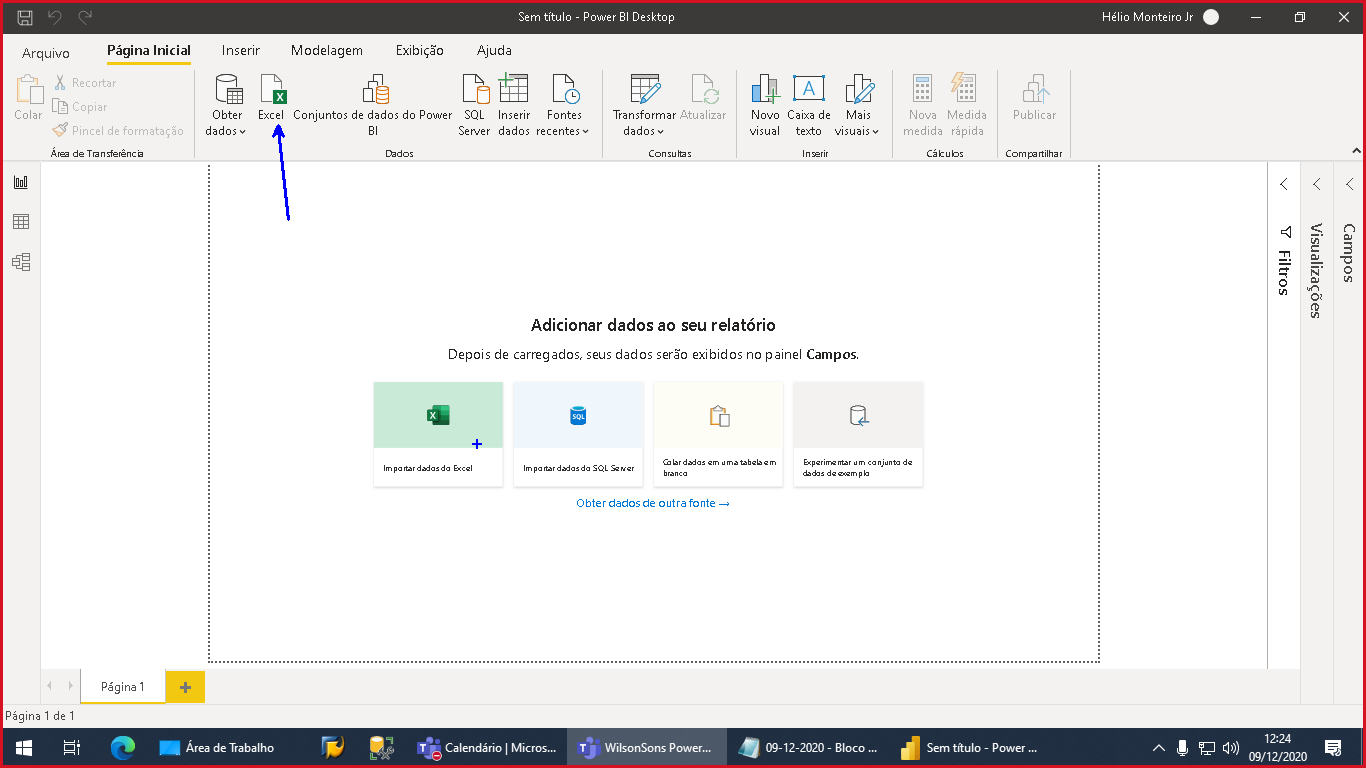 Sem título - Power BI Desktop
Hélio Monteiro Jr
Arquivo
Página Inicial
Inserir
Modelagem
Exibição
Ajuda
Colar
Recortar
Copiar
Pincel de formatação
Área de Transferência
Obter
dados
Excel
Conjuntos de dados do Power
BI
SQL
Server
Inserir
dados
Fontes
recentes
Dados
Transformar
dados
Atualizar
Consultas
Novo
visual
Caixa de
texto
Mais
visuais
Inserir
Nova
medida
Medida
rápida
Cálculos
Publicar
Compartilhar
Filtros
Visualizações
Campos
Adicionar dados ao seu relatório
Depois de carregados, seus dados serão exibidos no painel Campos.
Importar dados do Excel
SQL
Importar dados do SQL Server
Colar dados em uma tabela em
branco
Experimentar um conjunto de
dados de exemplo
Obter dados de outra fonte →
Página 1
Página 1 de 1
Área de Trabalho
Calendário | Micros...
WilsonSons Power...
09-12-2020 - Bloco ...
Sem título - Power ...
12:24
09/12/2020